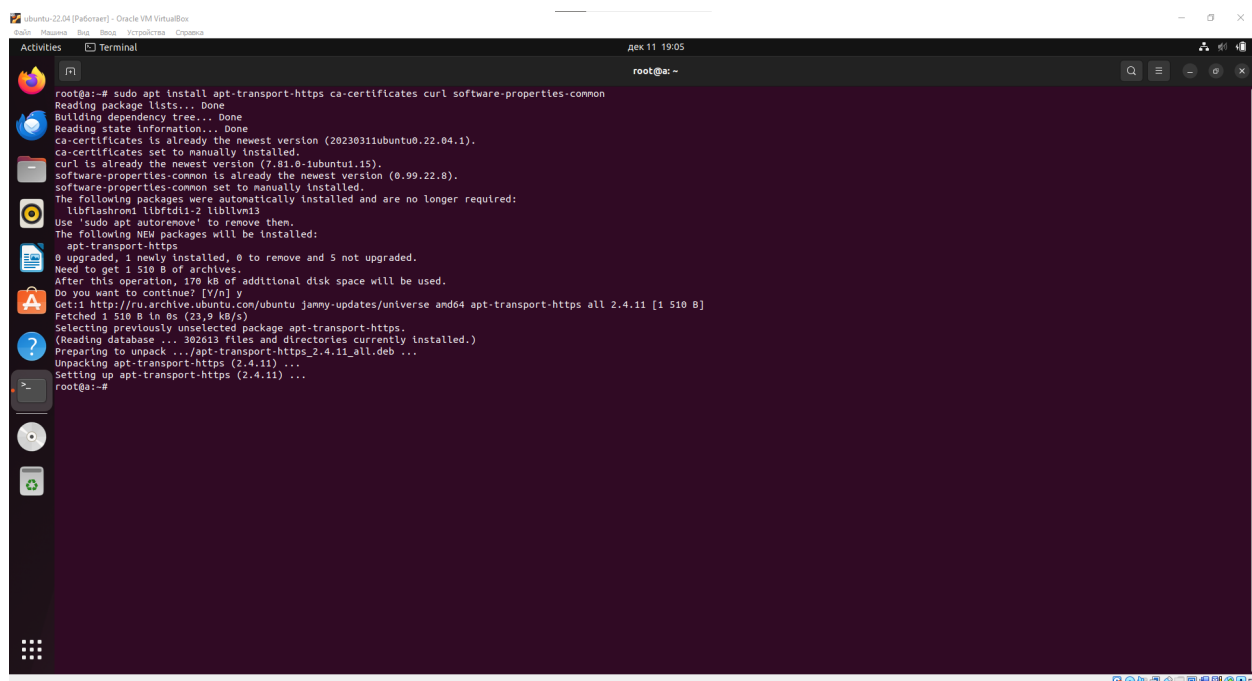 ubuntu-22.04 [Работает] - Oracle VM VirtualBox
Файл Машина Вид Ввод Устройства Справка
Activities Terminal дек 11 19:05
root@a: ~
root@a:~# sudo apt install apt-transport-https ca-certificates curl software-properties-common
Reading package lists... Done
Building dependency tree... Done
Reading state information... Done
ca-certificates is already the newest version (20230311ubuntu0.22.04.1).
ca-certificates set to manually installed.
curl is already the newest version (7.81.0-1ubuntu1.15).
software-properties-common is already the newest version (0.99.22.8).
software-properties-common set to manually installed.
The following packages were automatically installed and are no longer required:
  libflashrom1 libftdi1-2 libllvm13
Use 'sudo apt autoremove' to remove them.
The following NEW packages will be installed:
  apt-transport-https
0 upgraded, 1 newly installed, 0 to remove and 5 not upgraded.
Need to get 1 510 B of archives.
After this operation, 170 kB of additional disk space will be used.
Do you want to continue? [Y/n] y
Get:1 http://ru.archive.ubuntu.com/ubuntu jammy-updates/universe amd64 apt-transport-https all 2.4.11 [1 510 B]
Fetched 1 510 B in 0s (23,9 kB/s)
Selecting previously unselected package apt-transport-https.
(Reading database ... 302613 files and directories currently installed.)
Preparing to unpack .../apt-transport-https_2.4.11_all.deb ...
Unpacking apt-transport-https (2.4.11) ...
Setting up apt-transport-https (2.4.11) ...
root@a:~#